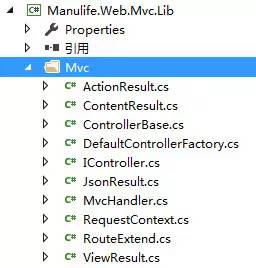 Manulife.Web.Mvc.Lib
Properties
引用
Mvc
C# ActionResult.cs
C# ContentResult.cs
C# ControllerBase.cs
C# DefaultControllerFactory.cs
C# IController.cs
C# JsonResult.cs
C# MvcHandler.cs
C# RequestContext.cs
C# RouteExtend.cs
C# ViewResult.cs